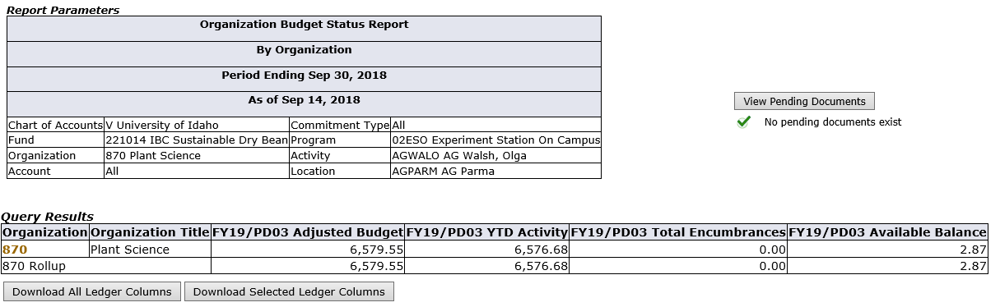 Report Parameters
Organization Budget Status Report
By Organization
Period Ending Sep 30, 2018
As of Sep 14, 2018
Chart of Accounts V University of Idaho Commitment Type All
Fund 221014 IBC Sustainable Dry Bean Program 02ESO Experiment Station On Campus
Organization 870 Plant Science Activity AGWALO AG Walsh, Olga
Account All Location AGPARM AG Parma
View Pending Documents
No pending documents exist
Query Results
Organization Organization Title FY19/PD03 Adjusted Budget FY19/PD03 YTD Activity FY19/PD03 Total Encumbrances FY19/PD03 Available Balance
870 Plant Science 6,579.55 6,576.68 0.00 2.87
870 Rollup 6,579.55 6,576.68 0.00 2.87
Download All Ledger Columns Download Selected Ledger Columns